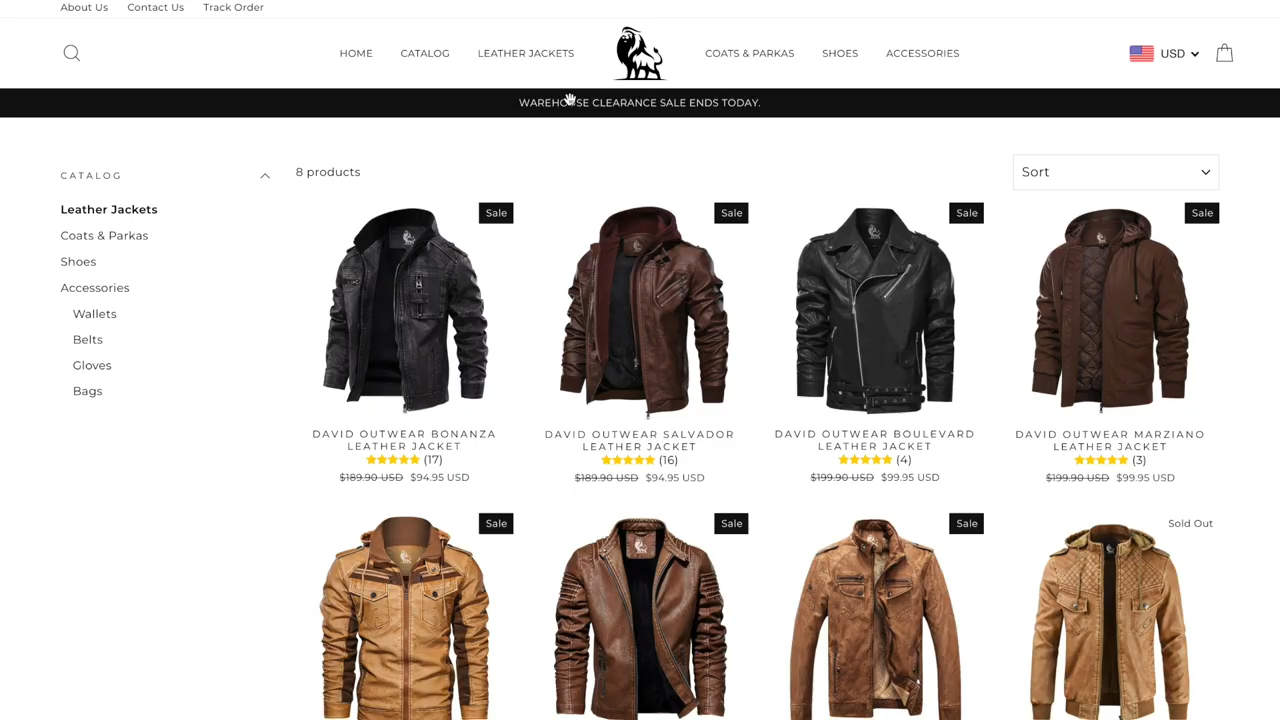 About Us Contact Us Track Order
HOME CATALOG LEATHER JACKETS COATS & PARKAS SHOES ACCESSORIES USD
WAREHOUSE CLEARANCE SALE ENDS TODAY.
CATALOG
Leather Jackets
Coats & Parkas
Shoes
Accessories
Wallets
Belts
Gloves
Bags
8 products
Sort
Sale
Sale
Sale
Sale
DAVID OUTWEAR BONANZA
LEATHER JACKET
(17)
$189.90 USD $94.95 USD
DAVID OUTWEAR SALVADOR
LEATHER JACKET
(16)
$189.90 USD $94.95 USD
DAVID OUTWEAR BOULEVARD
LEATHER JACKET
(4)
$199.90 USD $99.95 USD
DAVID OUTWEAR MARZIANO
LEATHER JACKET
(3)
$199.90 USD $99.95 USD
Sale
Sale
Sale
Sold Out